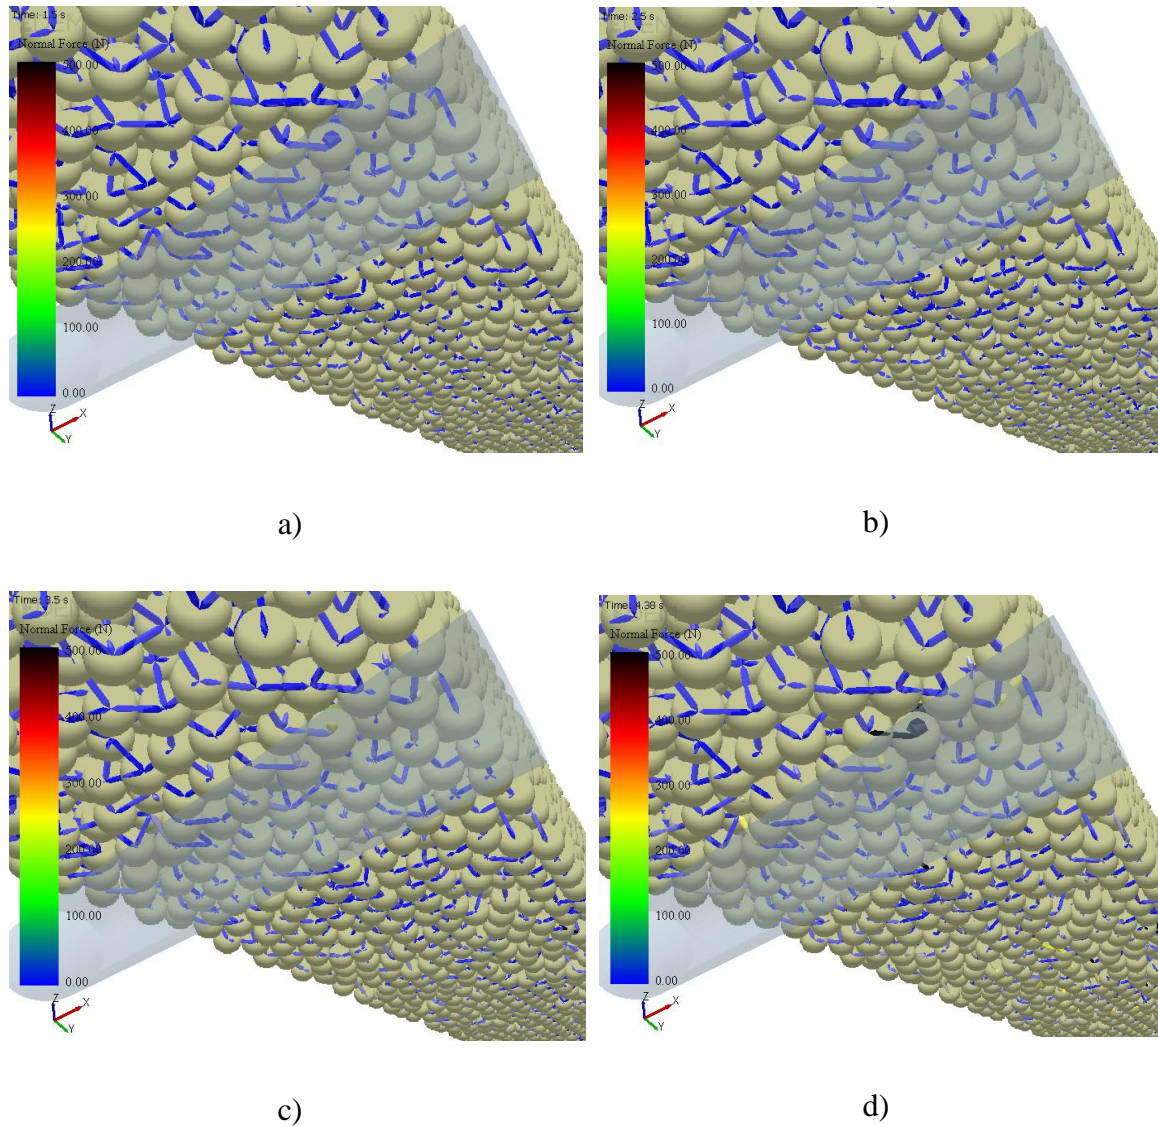 Time: 1.5 s
Normal Force (N)
500.00
400.00
300.00
200.00
100.00
0.00
Z
X
Y
a)
Time: 2.5 s
Normal Force (N)
500.00
400.00
300.00
200.00
100.00
0.00
Z
X
Y
b)
Time: 3.5 s
Normal Force (N)
500.00
400.00
300.00
200.00
100.00
0.00
Z
X
Y
c)
Time: 4.38 s
Normal Force (N)
500.00
400.00
300.00
200.00
100.00
0.00
Z
X
Y
d)